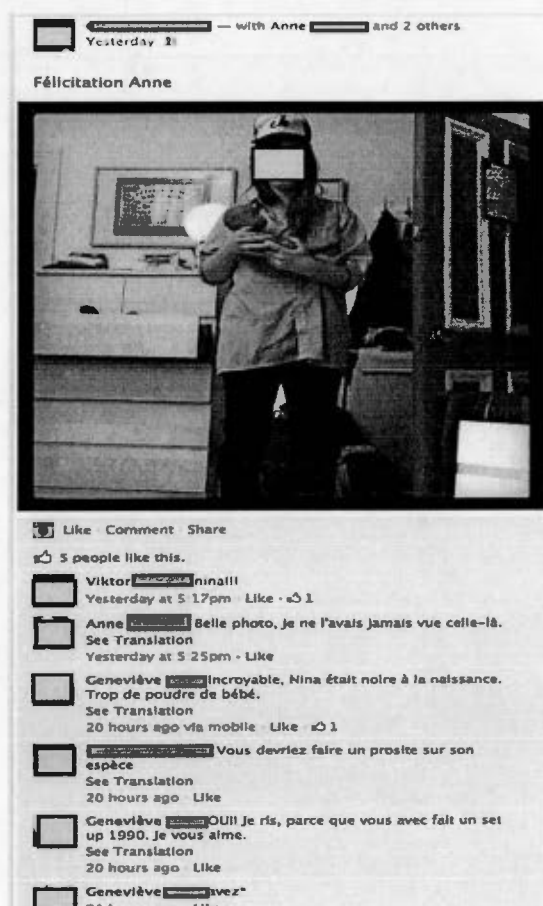 — with Anne and 2 others
Yesterday
Félicitation Anne
Like · Comment · Share
5 people like this.
Viktor nina!!!
Yesterday at 5:17pm · Like · 1
Anne Belle photo, je ne l'avais jamais vue celle-là.
See Translation
Yesterday at 5:25pm · Like
Geneviève Incroyable, Nina était noire à la naissance.
Trop de poudre de bébé.
See Translation
20 hours ago via mobile · Like · 1
Vous devriez faire un prosite sur son
espèce
See Translation
20 hours ago · Like
Geneviève OUI! Je ris, parce que vous avec fait un set
up 1990. Je vous aime.
See Translation
20 hours ago · Like
Geneviève avez*